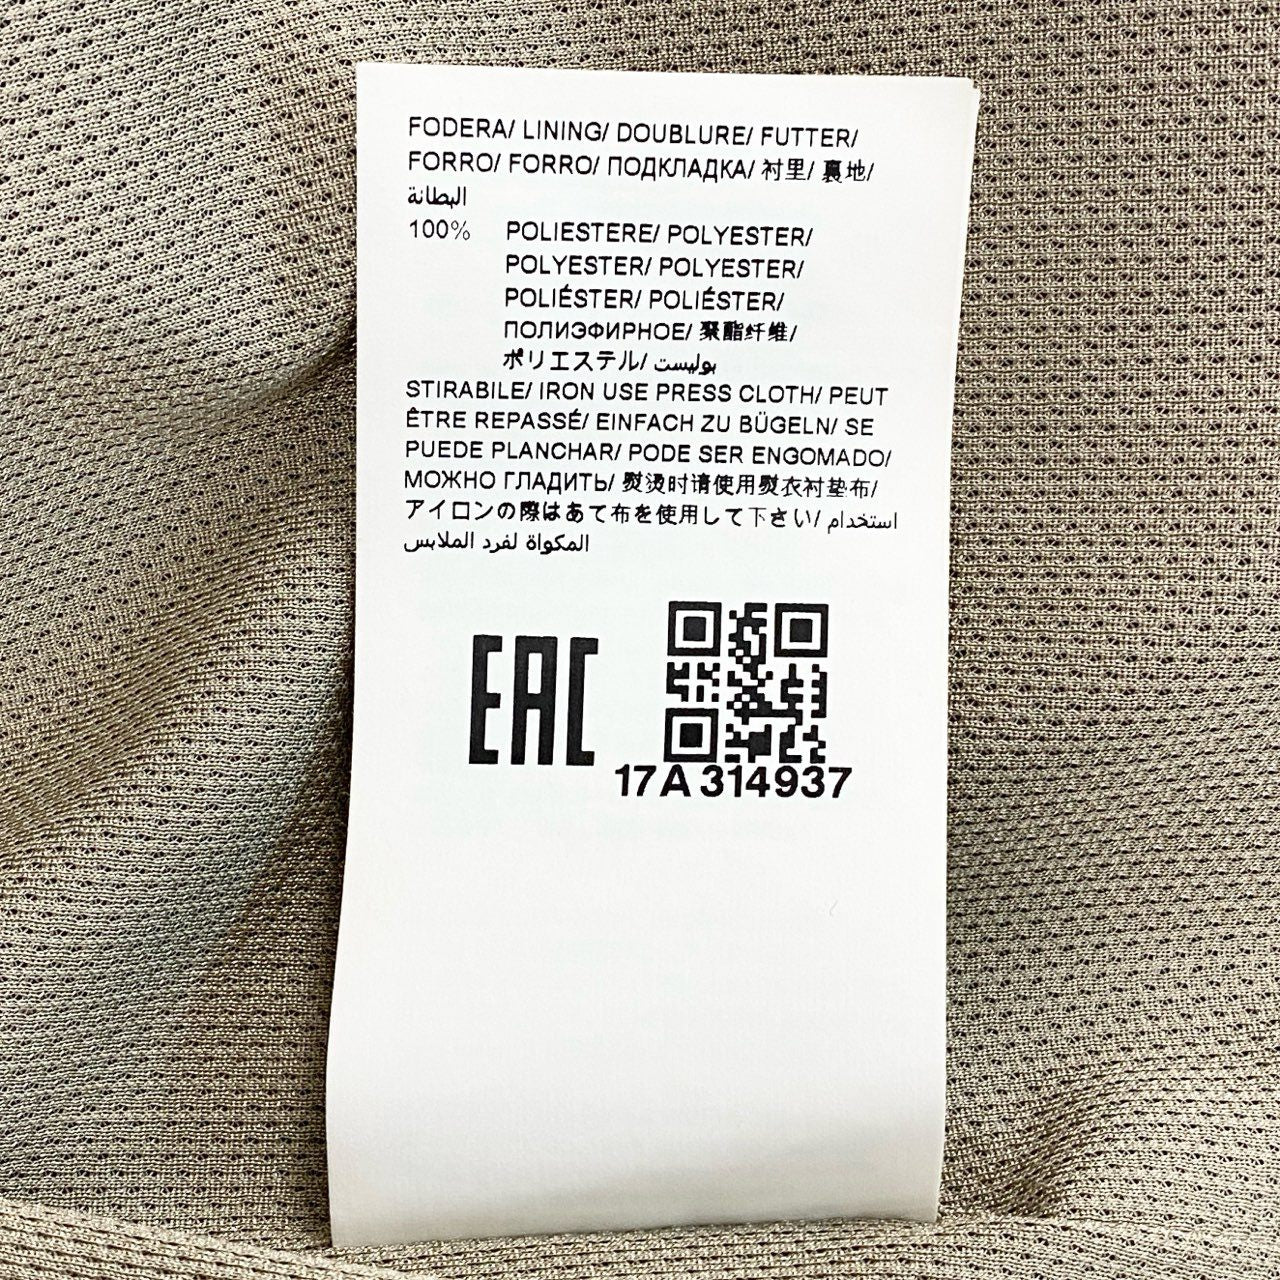 FODERA/ LINING/ DOUBLURE/ FUTTER/
FORRO/ FORRO/ ПОДКЛАДКА/ 衬里/ 裏地/
البطانة
100% POLIESTERE/ POLYESTER/
POLYESTER/ POLYESTER/
POLIÉSTER/ POLIÉSTER/
ПОЛИЭФИРНОЕ/ 聚酯纤维/
ポリエステル/ بوليست
STIRABILE/ IRON USE PRESS CLOTH/ PEUT
ÊTRE REPASSÉ/ EINFACH ZU BÜGELN/ SE
PUEDE PLANCHAR/ PODE SER ENGOMADO/
МОЖНО ГЛАДИТЬ/ 熨烫时请使用熨衣衬垫布/
アイロンの際はあて布を使用して下さい/ استخدام
المكواة لفرد الملابس
EAC
17A314937